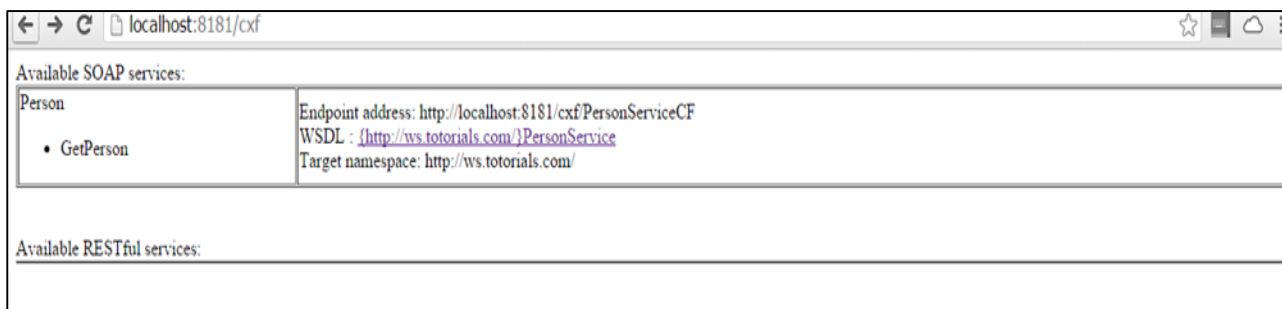 localhost:8181/cxf
Available SOAP services:
Person
• GetPerson
Endpoint address: http://localhost:8181/cxf/PersonServiceCF
WSDL : {http://ws.totorials.com/}PersonService
Target namespace: http://ws.totorials.com/
Available RESTful services: